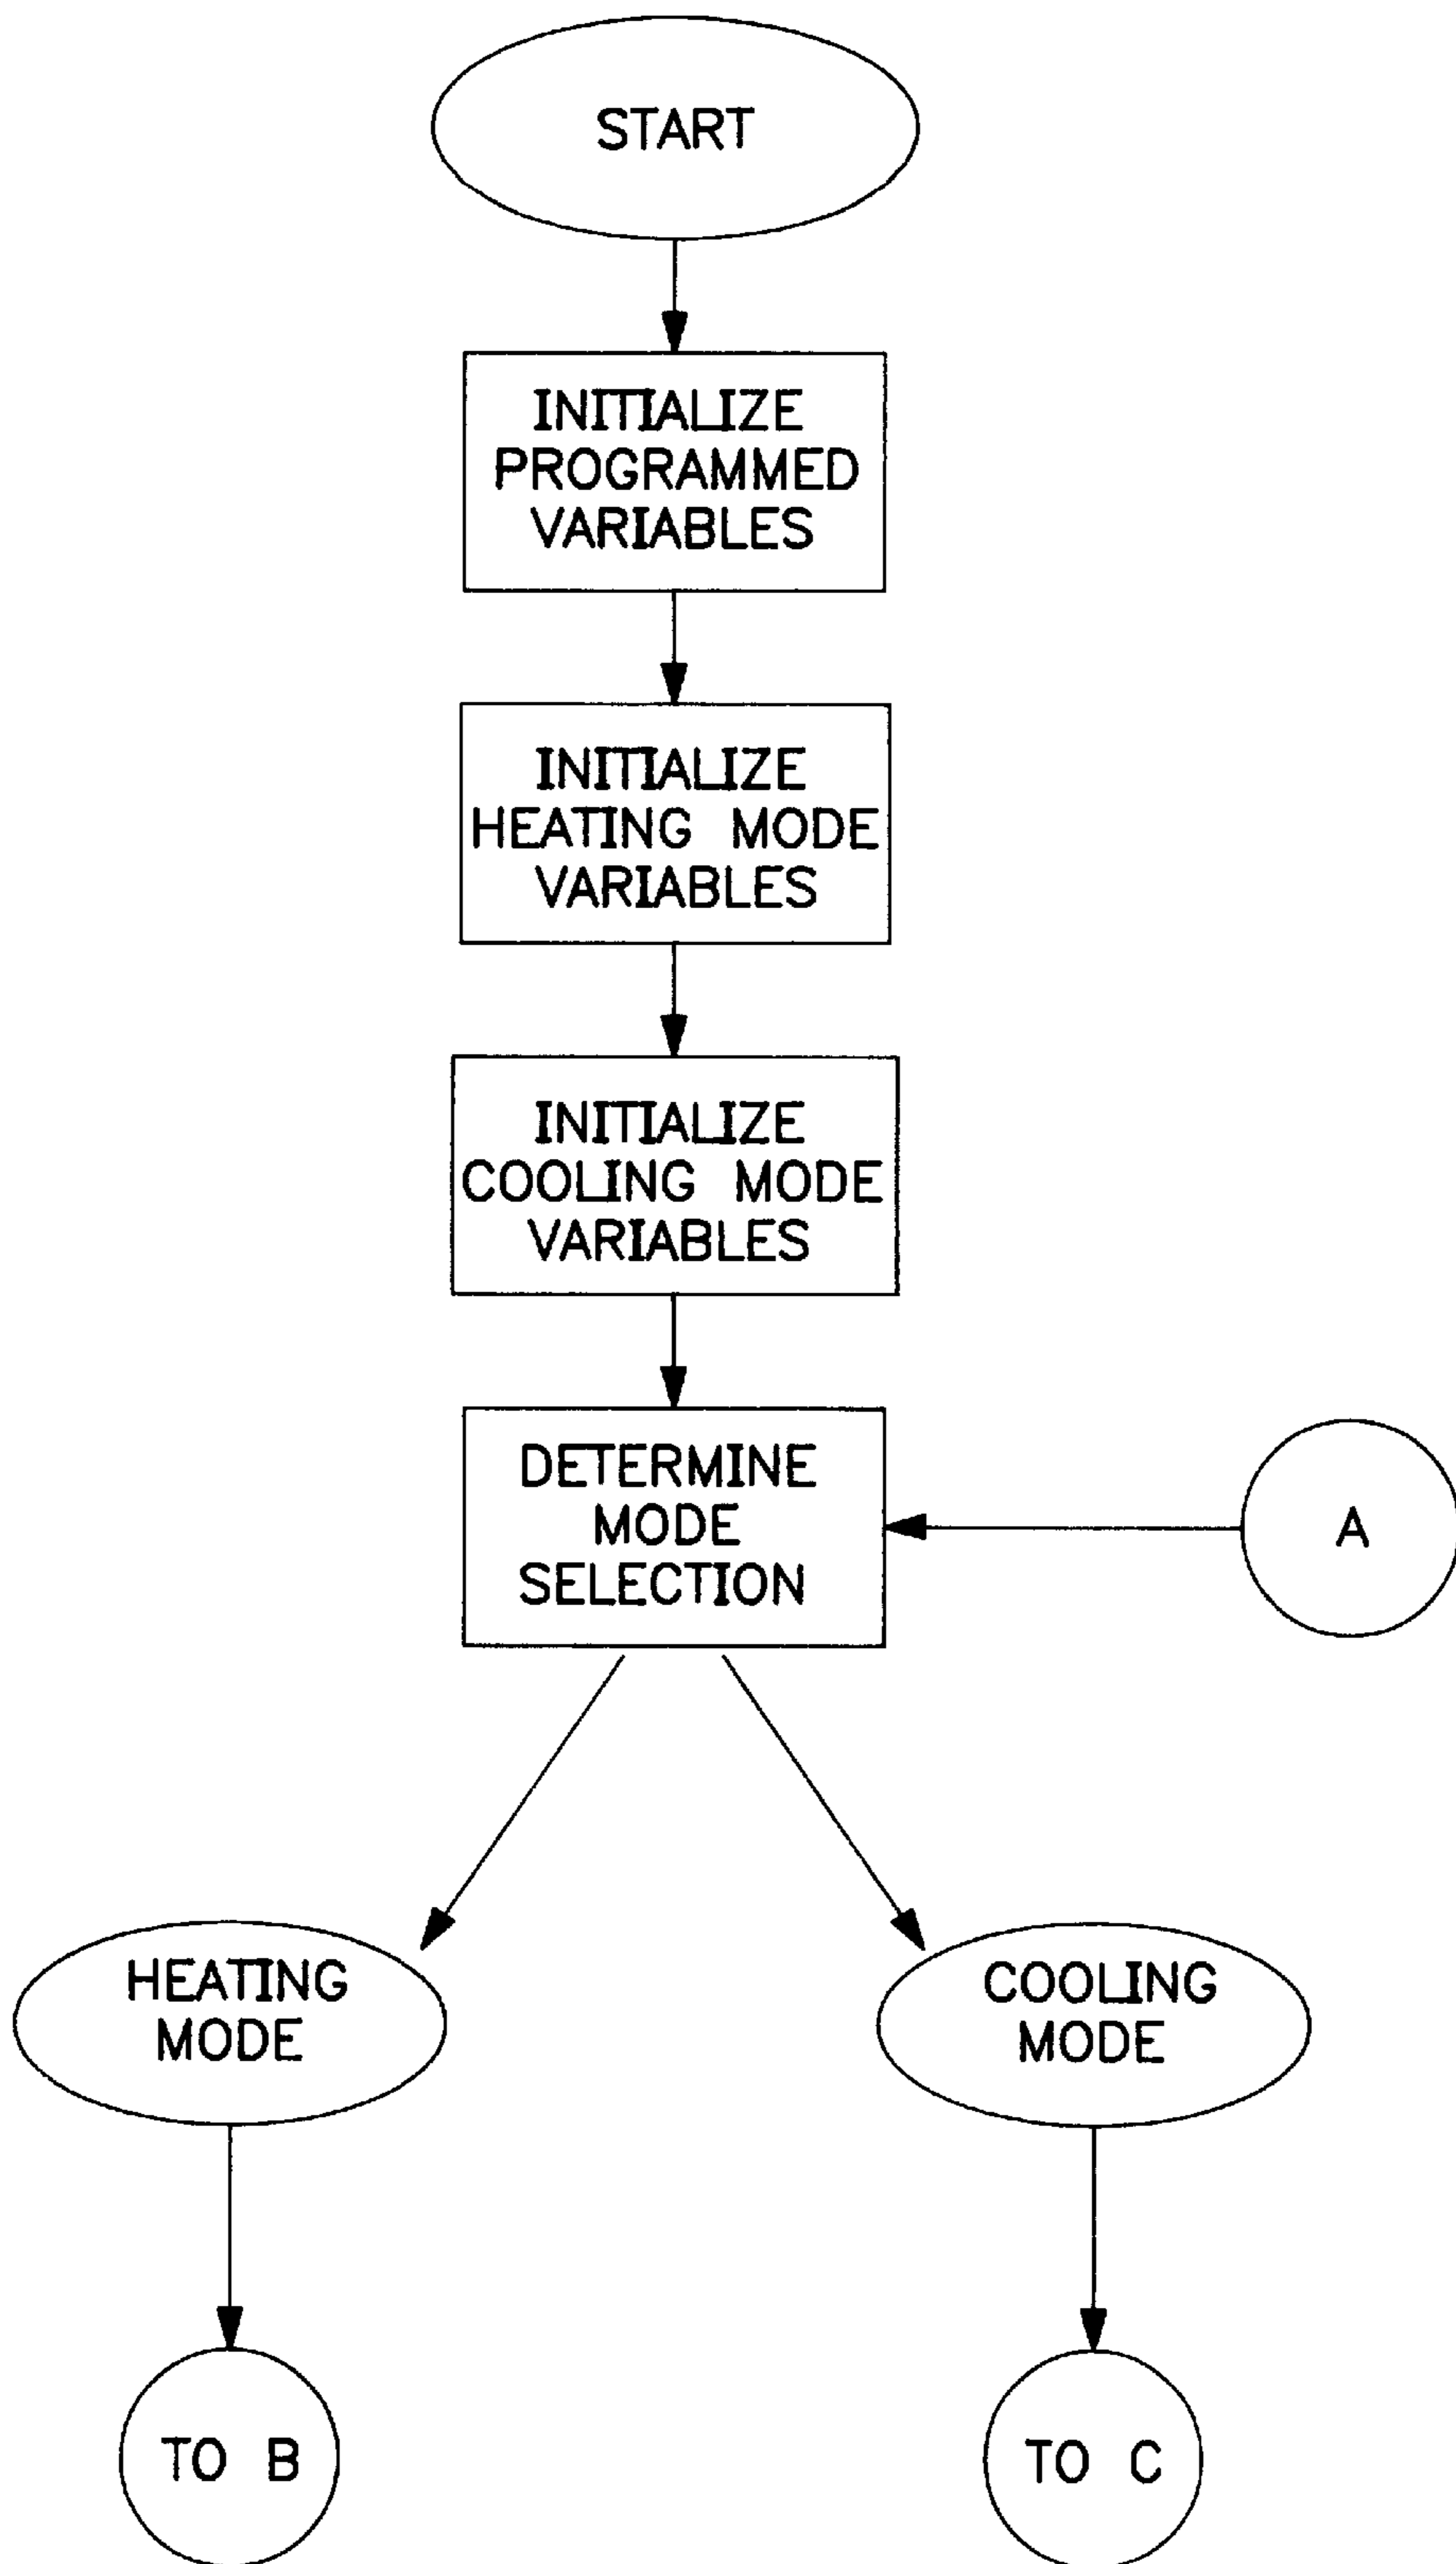 START
INITIALIZE
PROGRAMMED
VARIABLES
INITIALIZE
HEATING MODE
VARIABLES
INITIALIZE
COOLING MODE
VARIABLES
DETERMINE
MODE
SELECTION
A
HEATING
MODE
COOLING
MODE
TO B
TO C